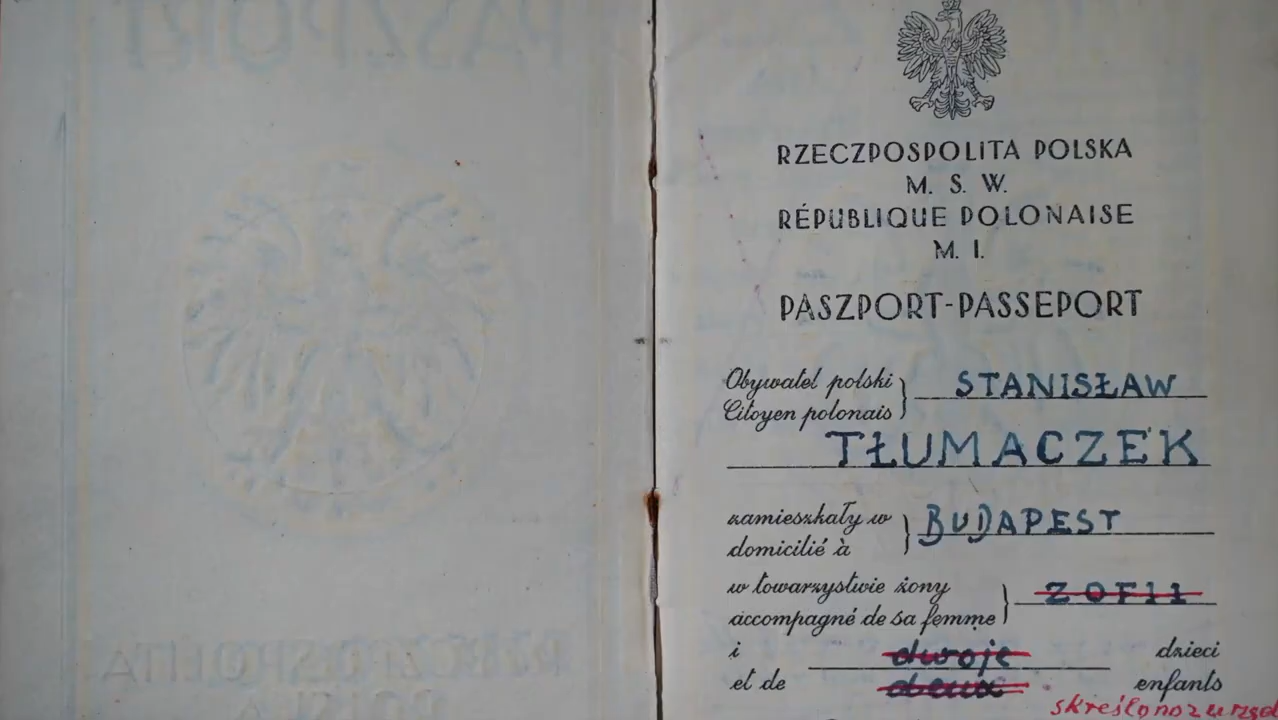 RZECZPOSPOLITA POLSKA
M. S. W.
RÉPUBLIQUE POLONAISE
M. I.
PASZPORT-PASSEPORT
Obywatel polski STANISŁAW
Citoyen polonais
TŁUMACZEK
zamieszkały w BUDAPEST
domicilié à
w towarzystwie żony ZOFII
accompagné de sa femme
i dwoje dzieci
et de deux enfants
skreślono z urzęd